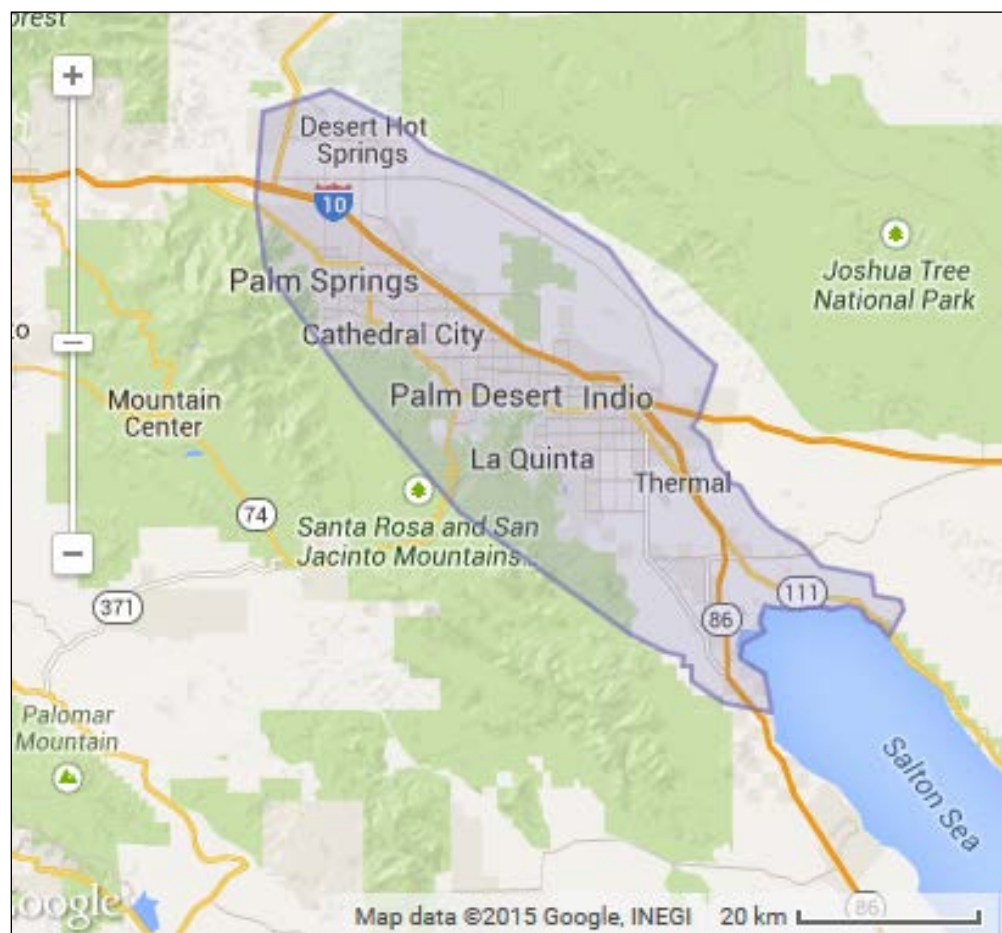 orest
+
Desert Hot
Springs
10
Joshua Tree
National Park
Palm Springs
o
Cathedral City
Palm Desert
Indio
Mountain
Center
La Quinta
Thermal
74
Santa Rosa and San
Jacinto Mountains...
371
111
86
Palomar
Mountain
Salton Sea
oogle
Map data ©2015 Google, INEGI
20 km
86